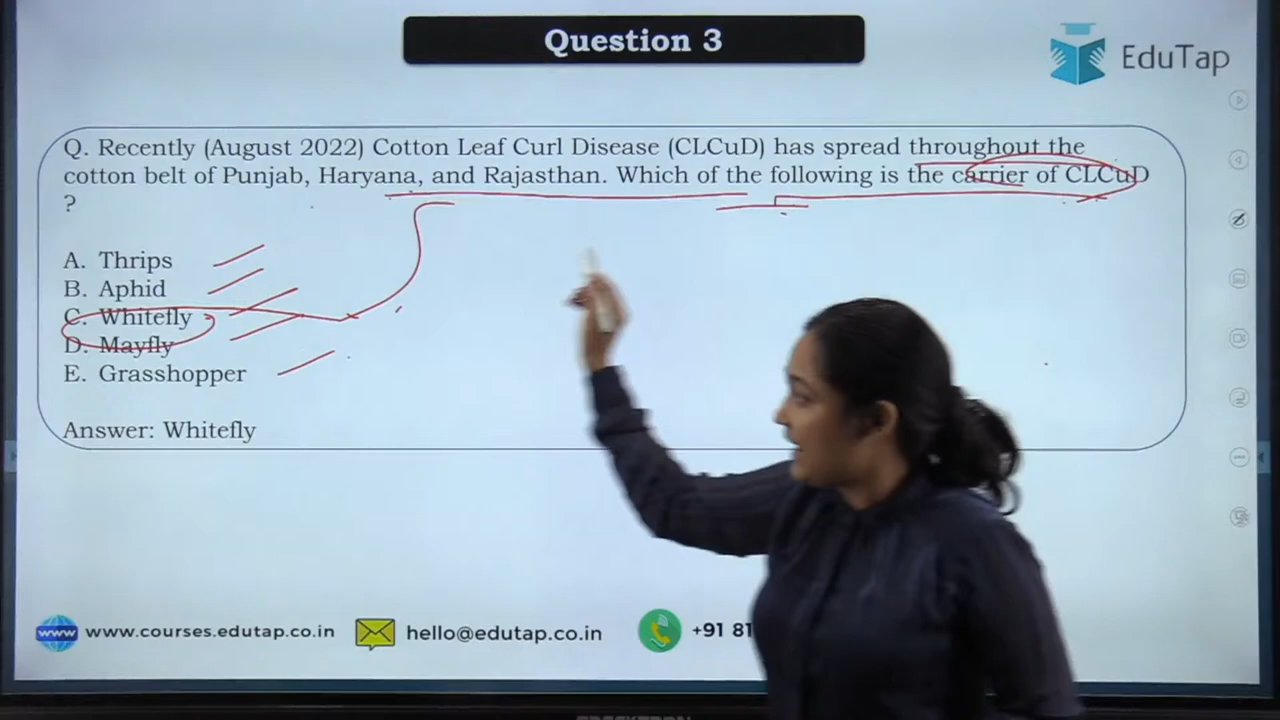 Question 3
EduTap
Q. Recently (August 2022) Cotton Leaf Curl Disease (CLCuD) has spread throughout the
cotton belt of Punjab, Haryana, and Rajasthan. Which of the following is the carrier of CLCuD
?
A. Thrips
B. Aphid
C. Whitefly
D. Mayfly
E. Grasshopper
Answer: Whitefly
www www.courses.edutap.co.in hello@edutap.co.in +91 81